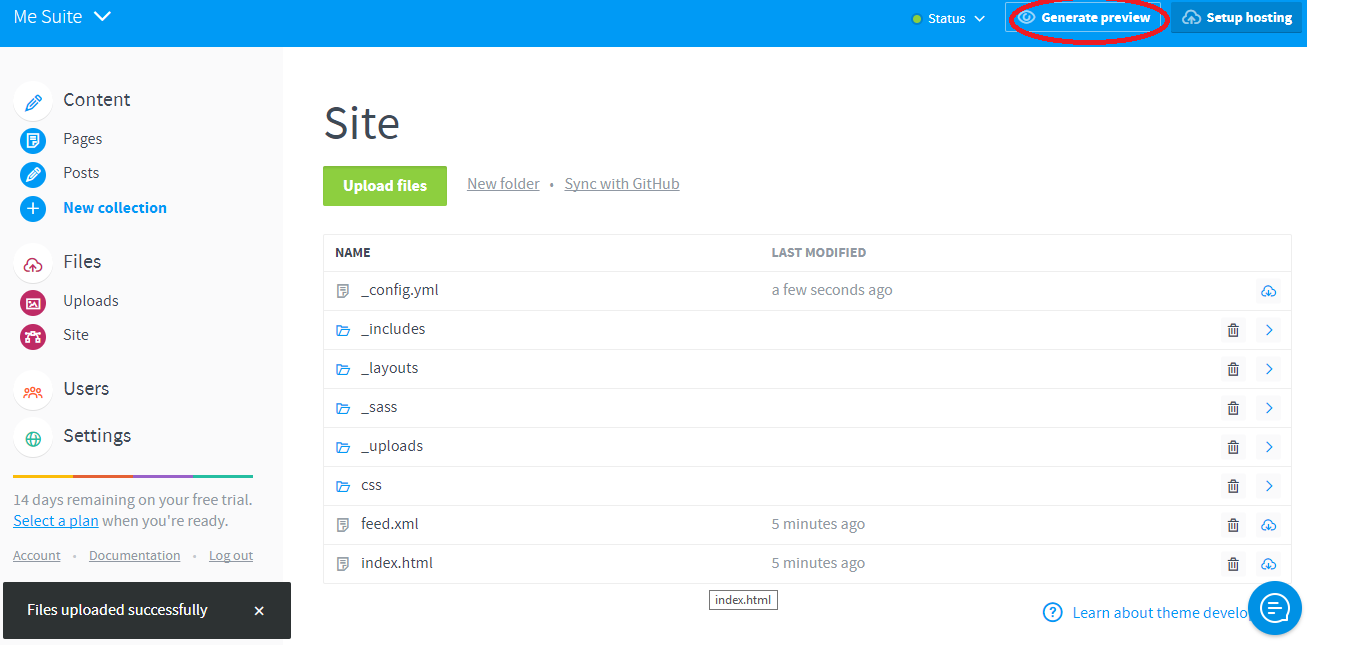 Me Suite
Status
Generate preview
Setup hosting
Content
Pages
Posts
New collection
Files
Uploads
Site
Users
Settings
14 days remaining on your free trial.
Select a plan when you're ready.
Account • Documentation • Log out
Files uploaded successfully ×
Site
Upload files New folder • Sync with GitHub
NAME LAST MODIFIED
_config.yml a few seconds ago
_includes
_layouts
_sass
_uploads
css
feed.xml 5 minutes ago
index.html 5 minutes ago
index.html
? Learn about theme develo